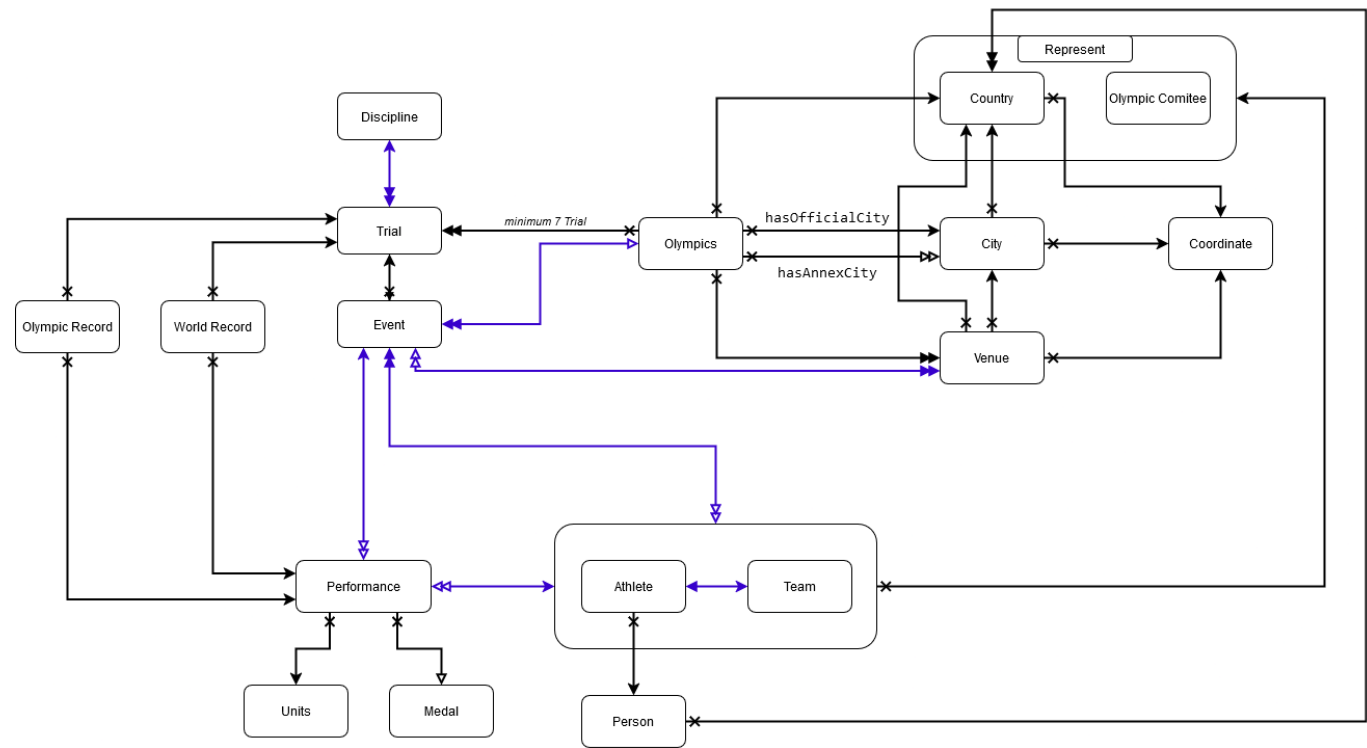 Represent
Country
Olympic Comitee
Discipline
Trial
minimum 7 Trial
Olympics
hasOfficialCity
City
Coordinate
hasAnnexCity
Olympic Record
World Record
Event
Venue
Performance
Athlete
Team
Units
Medal
Person